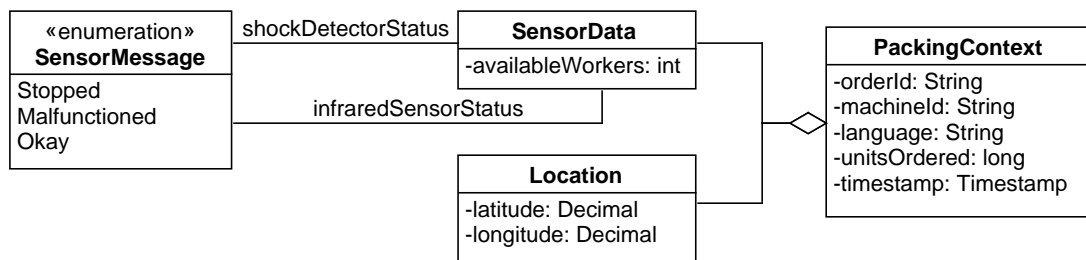 «enumeration»
SensorMessage
Stopped
Malfunctioned
Okay
shockDetectorStatus
infraredSensorStatus
SensorData
-availableWorkers: int
Location
-latitude: Decimal
-longitude: Decimal
PackingContext
-orderId: String
-machineId: String
-language: String
-unitsOrdered: long
-timestamp: Timestamp